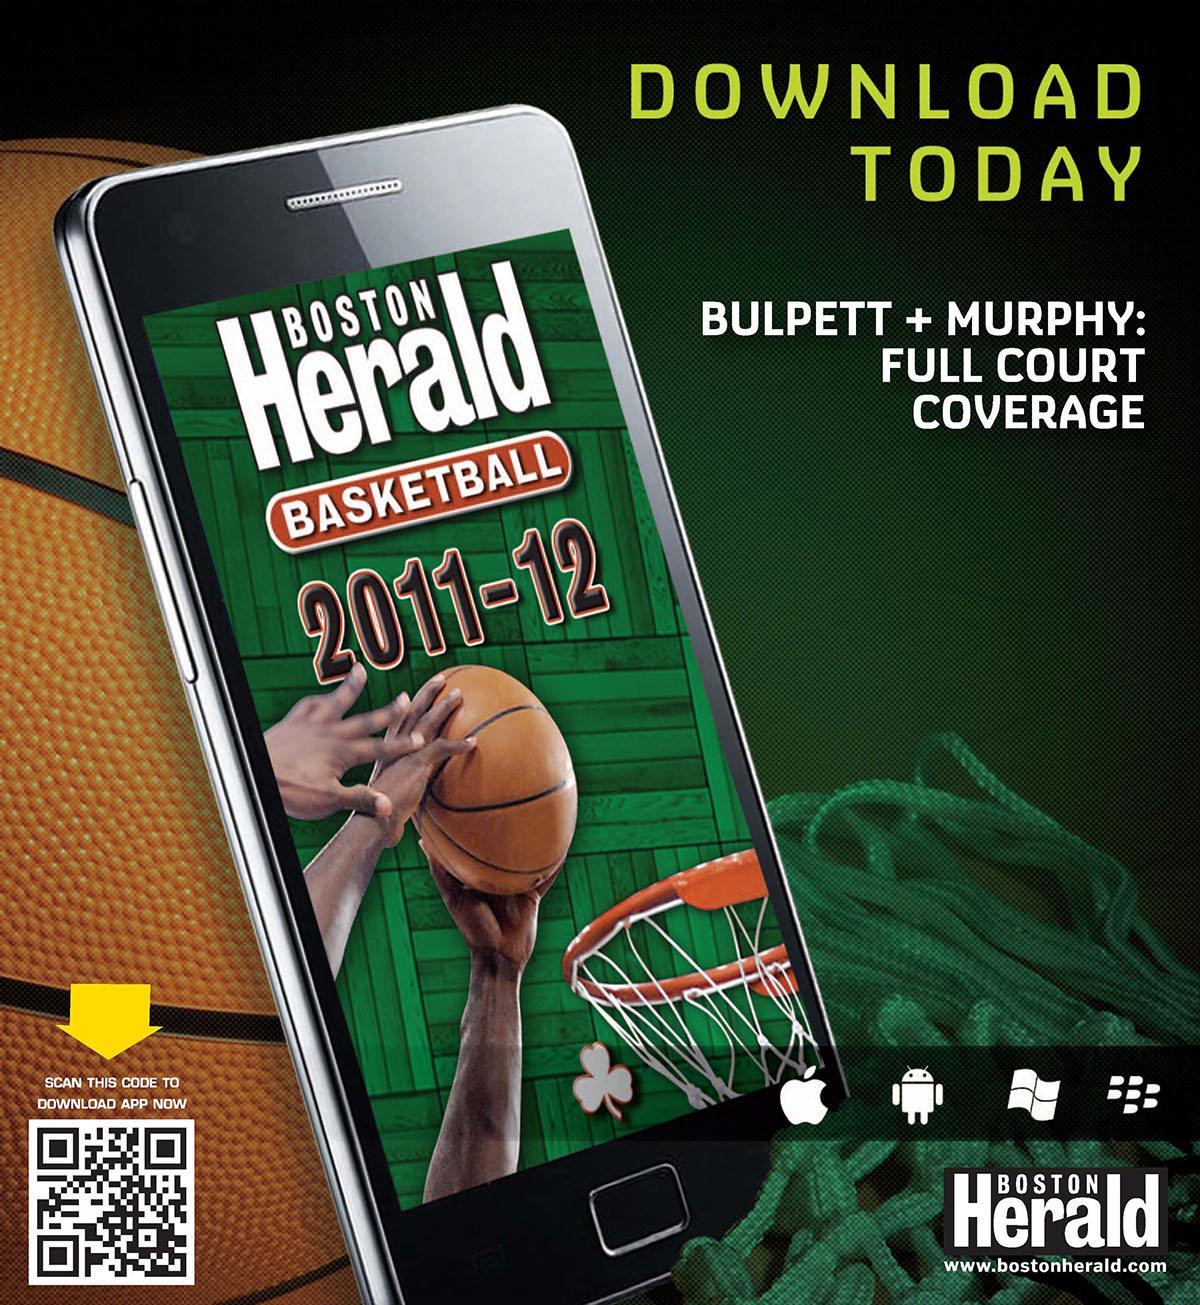 DOWNLOAD
TODAY
BULPETT + MURPHY:
FULL COURT
COVERAGE
BOSTON
Herald
BASKETBALL
2011-12
SCAN THIS CODE TO
DOWNLOAD APP NOW
BOSTON
Herald
www.bostonherald.com